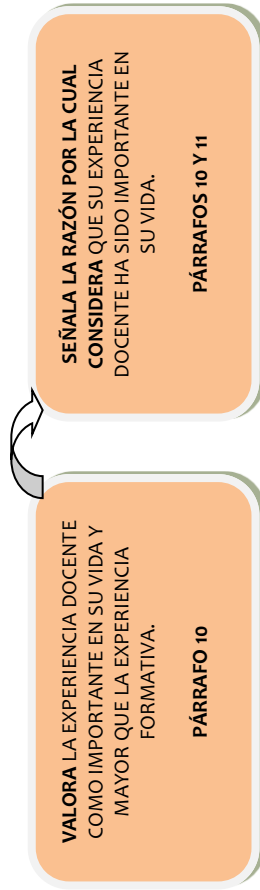 VALORA LA EXPERIENCIA DOCENTE
COMO IMPORTANTE EN SU VIDA Y
MAYOR QUE LA EXPERIENCIA
FORMATIVA.
PÁRRAFO 10
SEÑALA LA RAZÓN POR LA CUAL
CONSIDERA QUE SU EXPERIENCIA
DOCENTE HA SIDO IMPORTANTE EN
SU VIDA.
PÁRRAFOS 10 Y 11